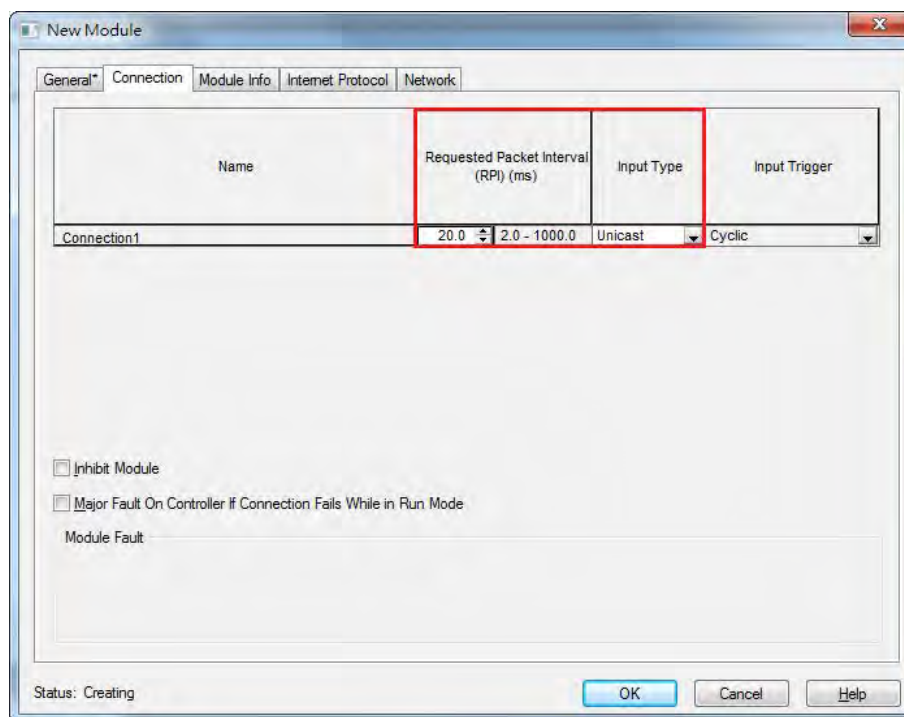 New Module
General* Connection Module Info Internet Protocol Network
Name
Requested Packet Interval
(RPI) (ms)
Input Type
Input Trigger
Connection1 20.0 2.0 - 1000.0 Unicast Cyclic
Inhibit Module
Major Fault On Controller If Connection Fails While in Run Mode
Module Fault
Status: Creating OK Cancel Help